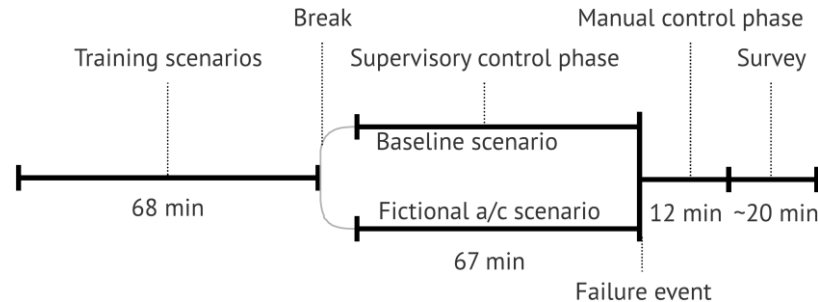 Break
Manual control phase
Training scenarios
Supervisory control phase
Survey
Baseline scenario
68 min
Fictional a/c scenario
12 min
~20 min
67 min
Failure event